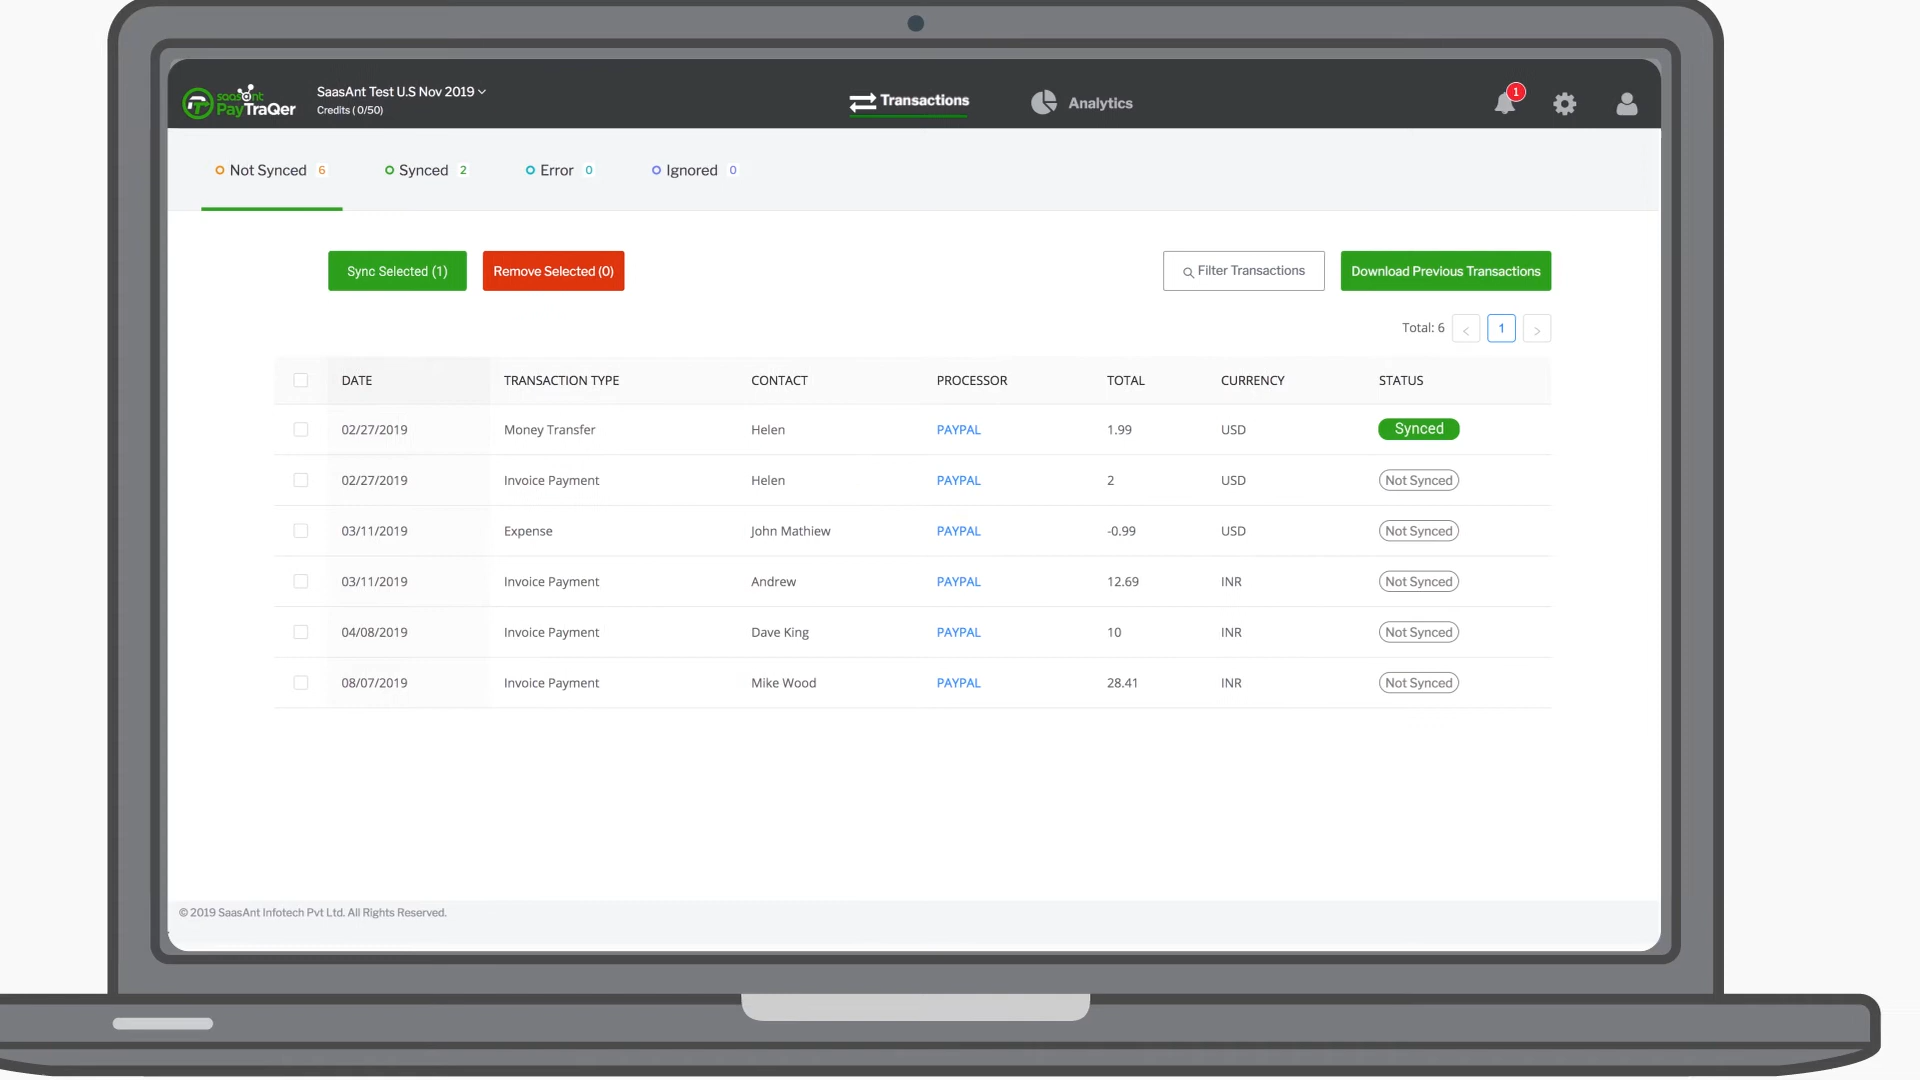 saasant
PayTraQer
SaasAnt Test U.S Nov 2019
Credits ( 0/50)
Transactions
Analytics
1
Not Synced 6
Synced 2
Error 0
Ignored 0
Sync Selected (1)
Remove Selected (0)
Filter Transactions
Download Previous Transactions
Total: 6 < 1 >
DATE TRANSACTION TYPE CONTACT PROCESSOR TOTAL CURRENCY STATUS
02/27/2019 Money Transfer Helen PAYPAL 1.99 USD Synced
02/27/2019 Invoice Payment Helen PAYPAL 2 USD Not Synced
03/11/2019 Expense John Mathiew PAYPAL -0.99 USD Not Synced
03/11/2019 Invoice Payment Andrew PAYPAL 12.69 INR Not Synced
04/08/2019 Invoice Payment Dave King PAYPAL 10 INR Not Synced
08/07/2019 Invoice Payment Mike Wood PAYPAL 28.41 INR Not Synced
© 2019 SaasAnt Infotech Pvt Ltd. All Rights Reserved.